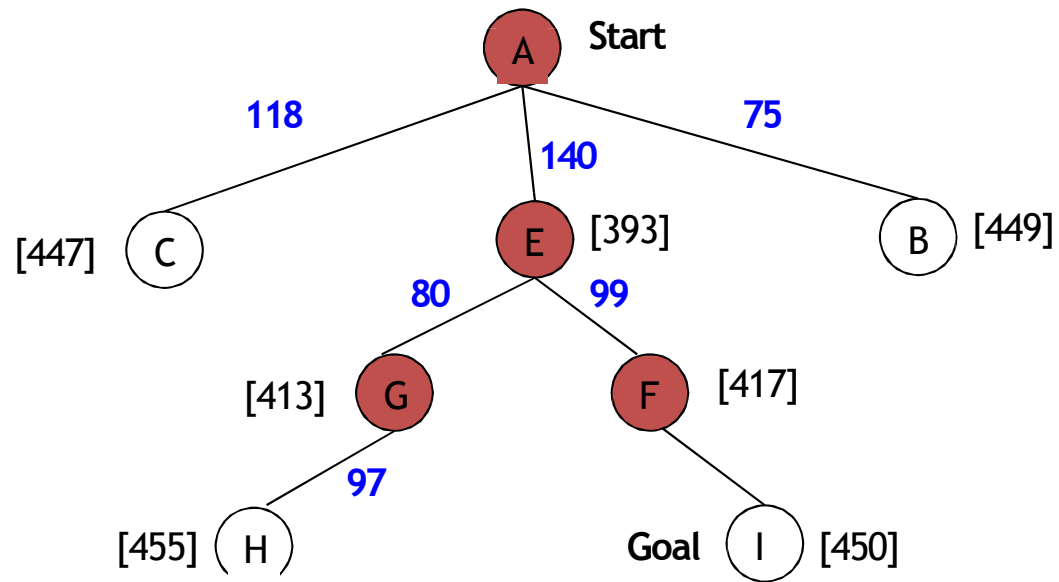 A Start
118
140
75
[447] C
E [393]
B [449]
80
99
[413] G
F [417]
97
[455] H
Goal I [450]